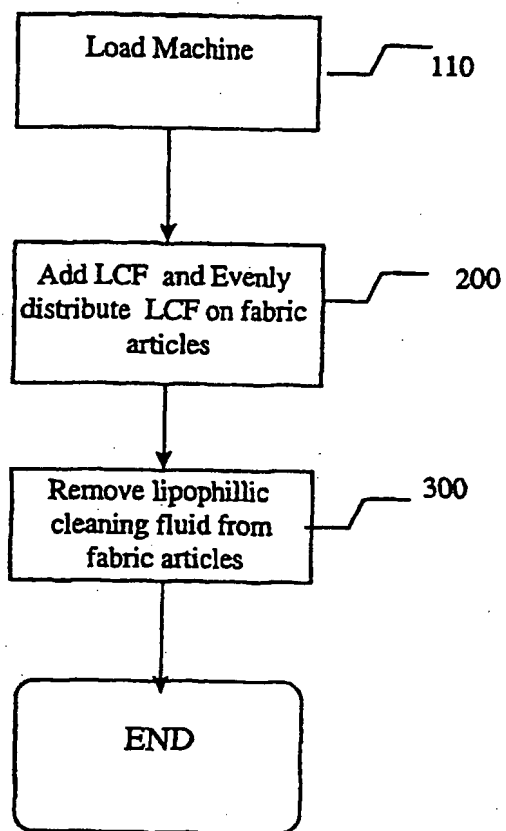 Load Machine
110
Add LCF and Evenly
distribute LCF on fabric
articles
200
Remove lipophillic
cleaning fluid from
fabric articles
300
END